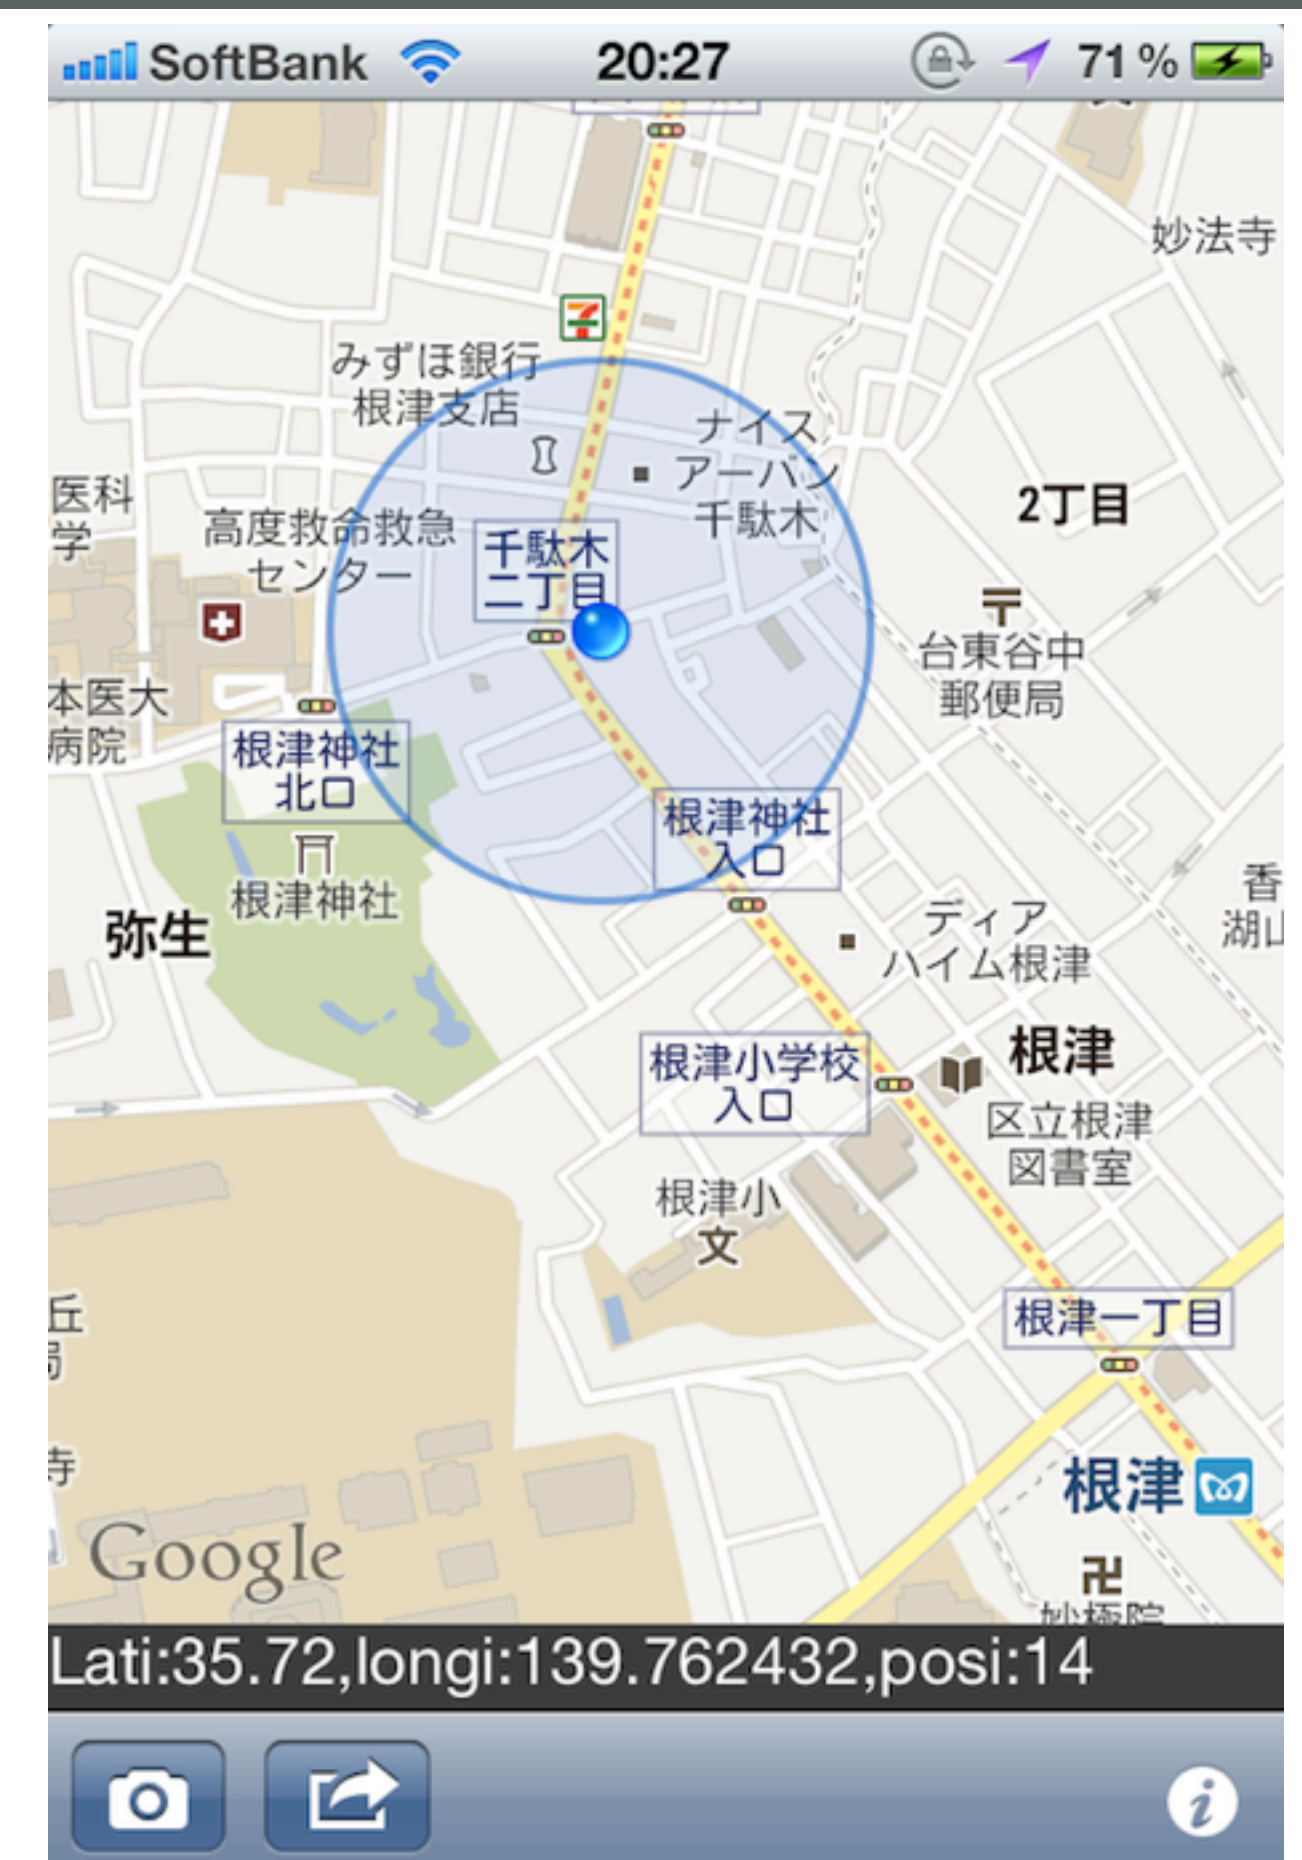 SoftBank 20:27 71%
妙法寺
みずほ銀行
根津支店
ナイス
アーバン
千駄木
医科
学
高度救命救急
センター
千駄木
二丁目
2丁目
台東谷中
郵便局
本医大
病院
根津神社
北口
根津神社
入口
根津神社
弥生
ディア
ハイム根津
香
湖山
根津小学校
入口
根津
区立根津
図書室
根津小
文
丘
根津一丁目
寺
根津
Google
妙極院
Lati:35.72,longi:139.762432,posi:14